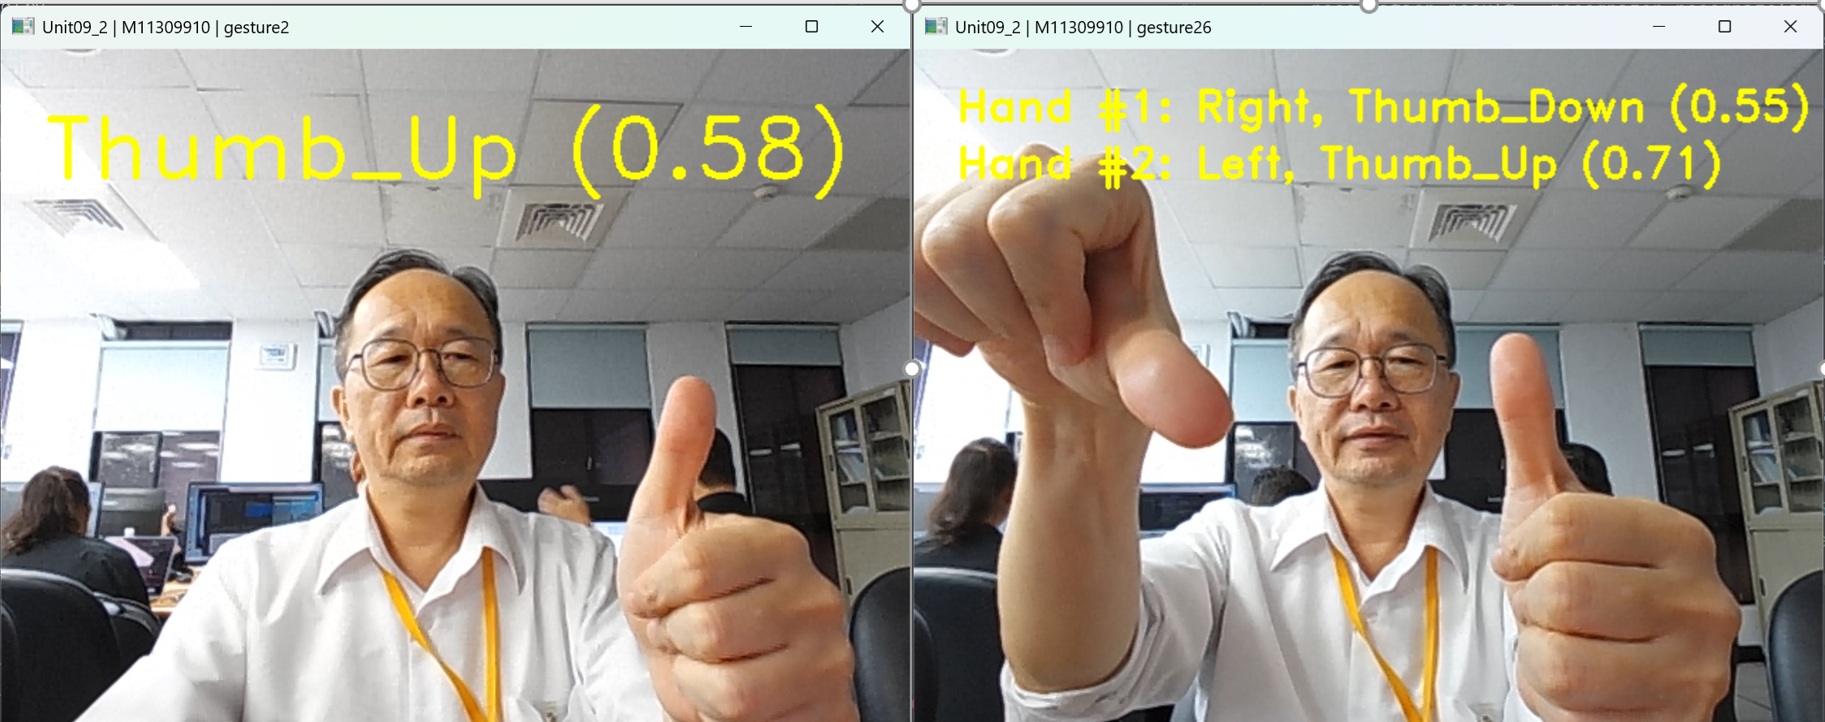 Unit09_2 | M11309910 | gesture2
Thumb_Up (0.58)
Unit09_2 | M11309910 | gesture26
Hand #1: Right, Thumb_Down (0.55)
Hand #2: Left, Thumb_Up (0.71)